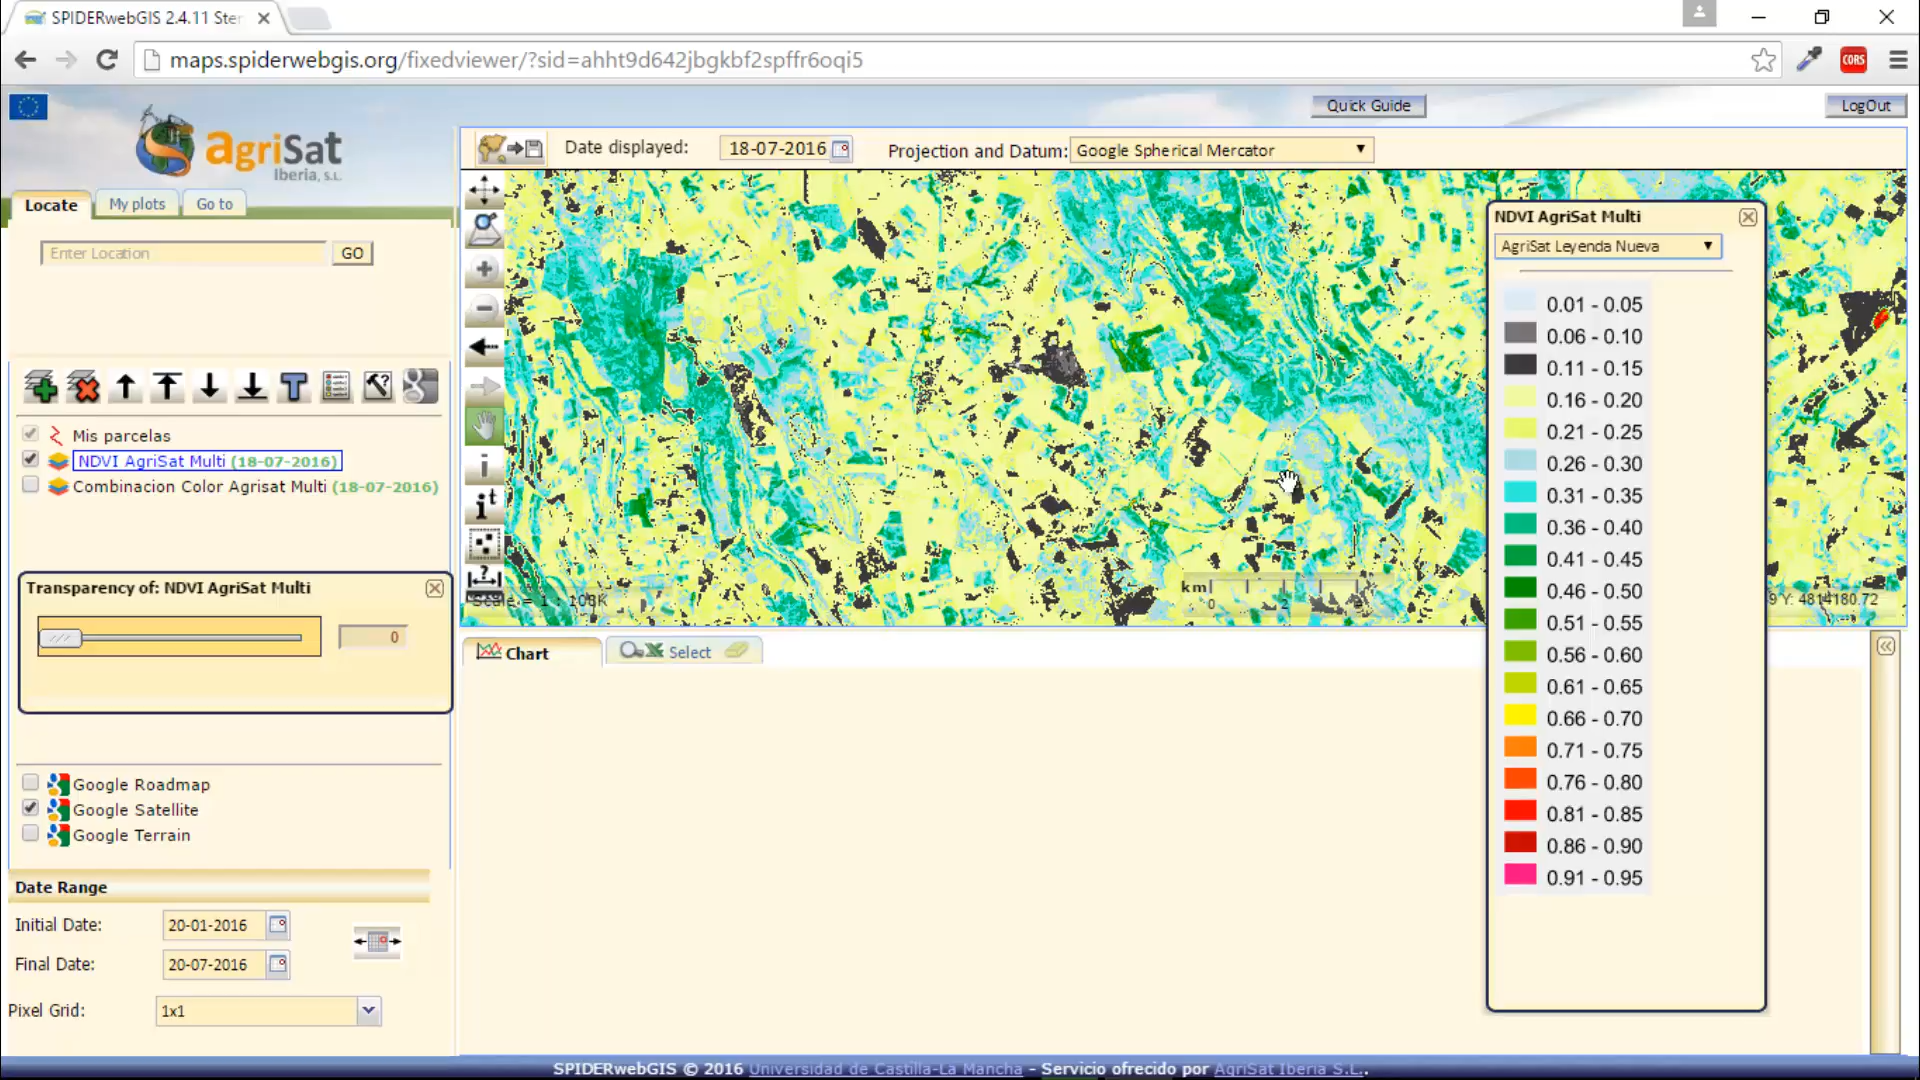 SPIDERwebGIS 2.4.11 Ster
maps.spiderwebgis.org/fixedviewer/?sid=ahht9d642jbgkbf2spffr6oqi5
CORS
Quick Guide
LogOut
agriSat
Iberia, s.L.
Date displayed:
18-07-2016
Projection and Datum:
Google Spherical Mercator
Locate
My plots
Go to
Enter Location
GO
Mis parcelas
NDVI AgriSat Multi (18-07-2016)
Combinacion Color Agrisat Multi (18-07-2016)
Transparency of: NDVI AgriSat Multi
0
Google Roadmap
Google Satellite
Google Terrain
Date Range
Initial Date:
20-01-2016
Final Date:
20-07-2016
Pixel Grid:
1x1
Scale = 1 : 108K
km
0
2
9 Y: 4814180.72
Chart
Select
NDVI AgriSat Multi
AgriSat Leyenda Nueva
0.01 - 0.05
0.06 - 0.10
0.11 - 0.15
0.16 - 0.20
0.21 - 0.25
0.26 - 0.30
0.31 - 0.35
0.36 - 0.40
0.41 - 0.45
0.46 - 0.50
0.51 - 0.55
0.56 - 0.60
0.61 - 0.65
0.66 - 0.70
0.71 - 0.75
0.76 - 0.80
0.81 - 0.85
0.86 - 0.90
0.91 - 0.95
SPIDERwebGIS © 2016 Universidad de Castilla-La Mancha - Servicio ofrecido por AgriSat Iberia S.L..